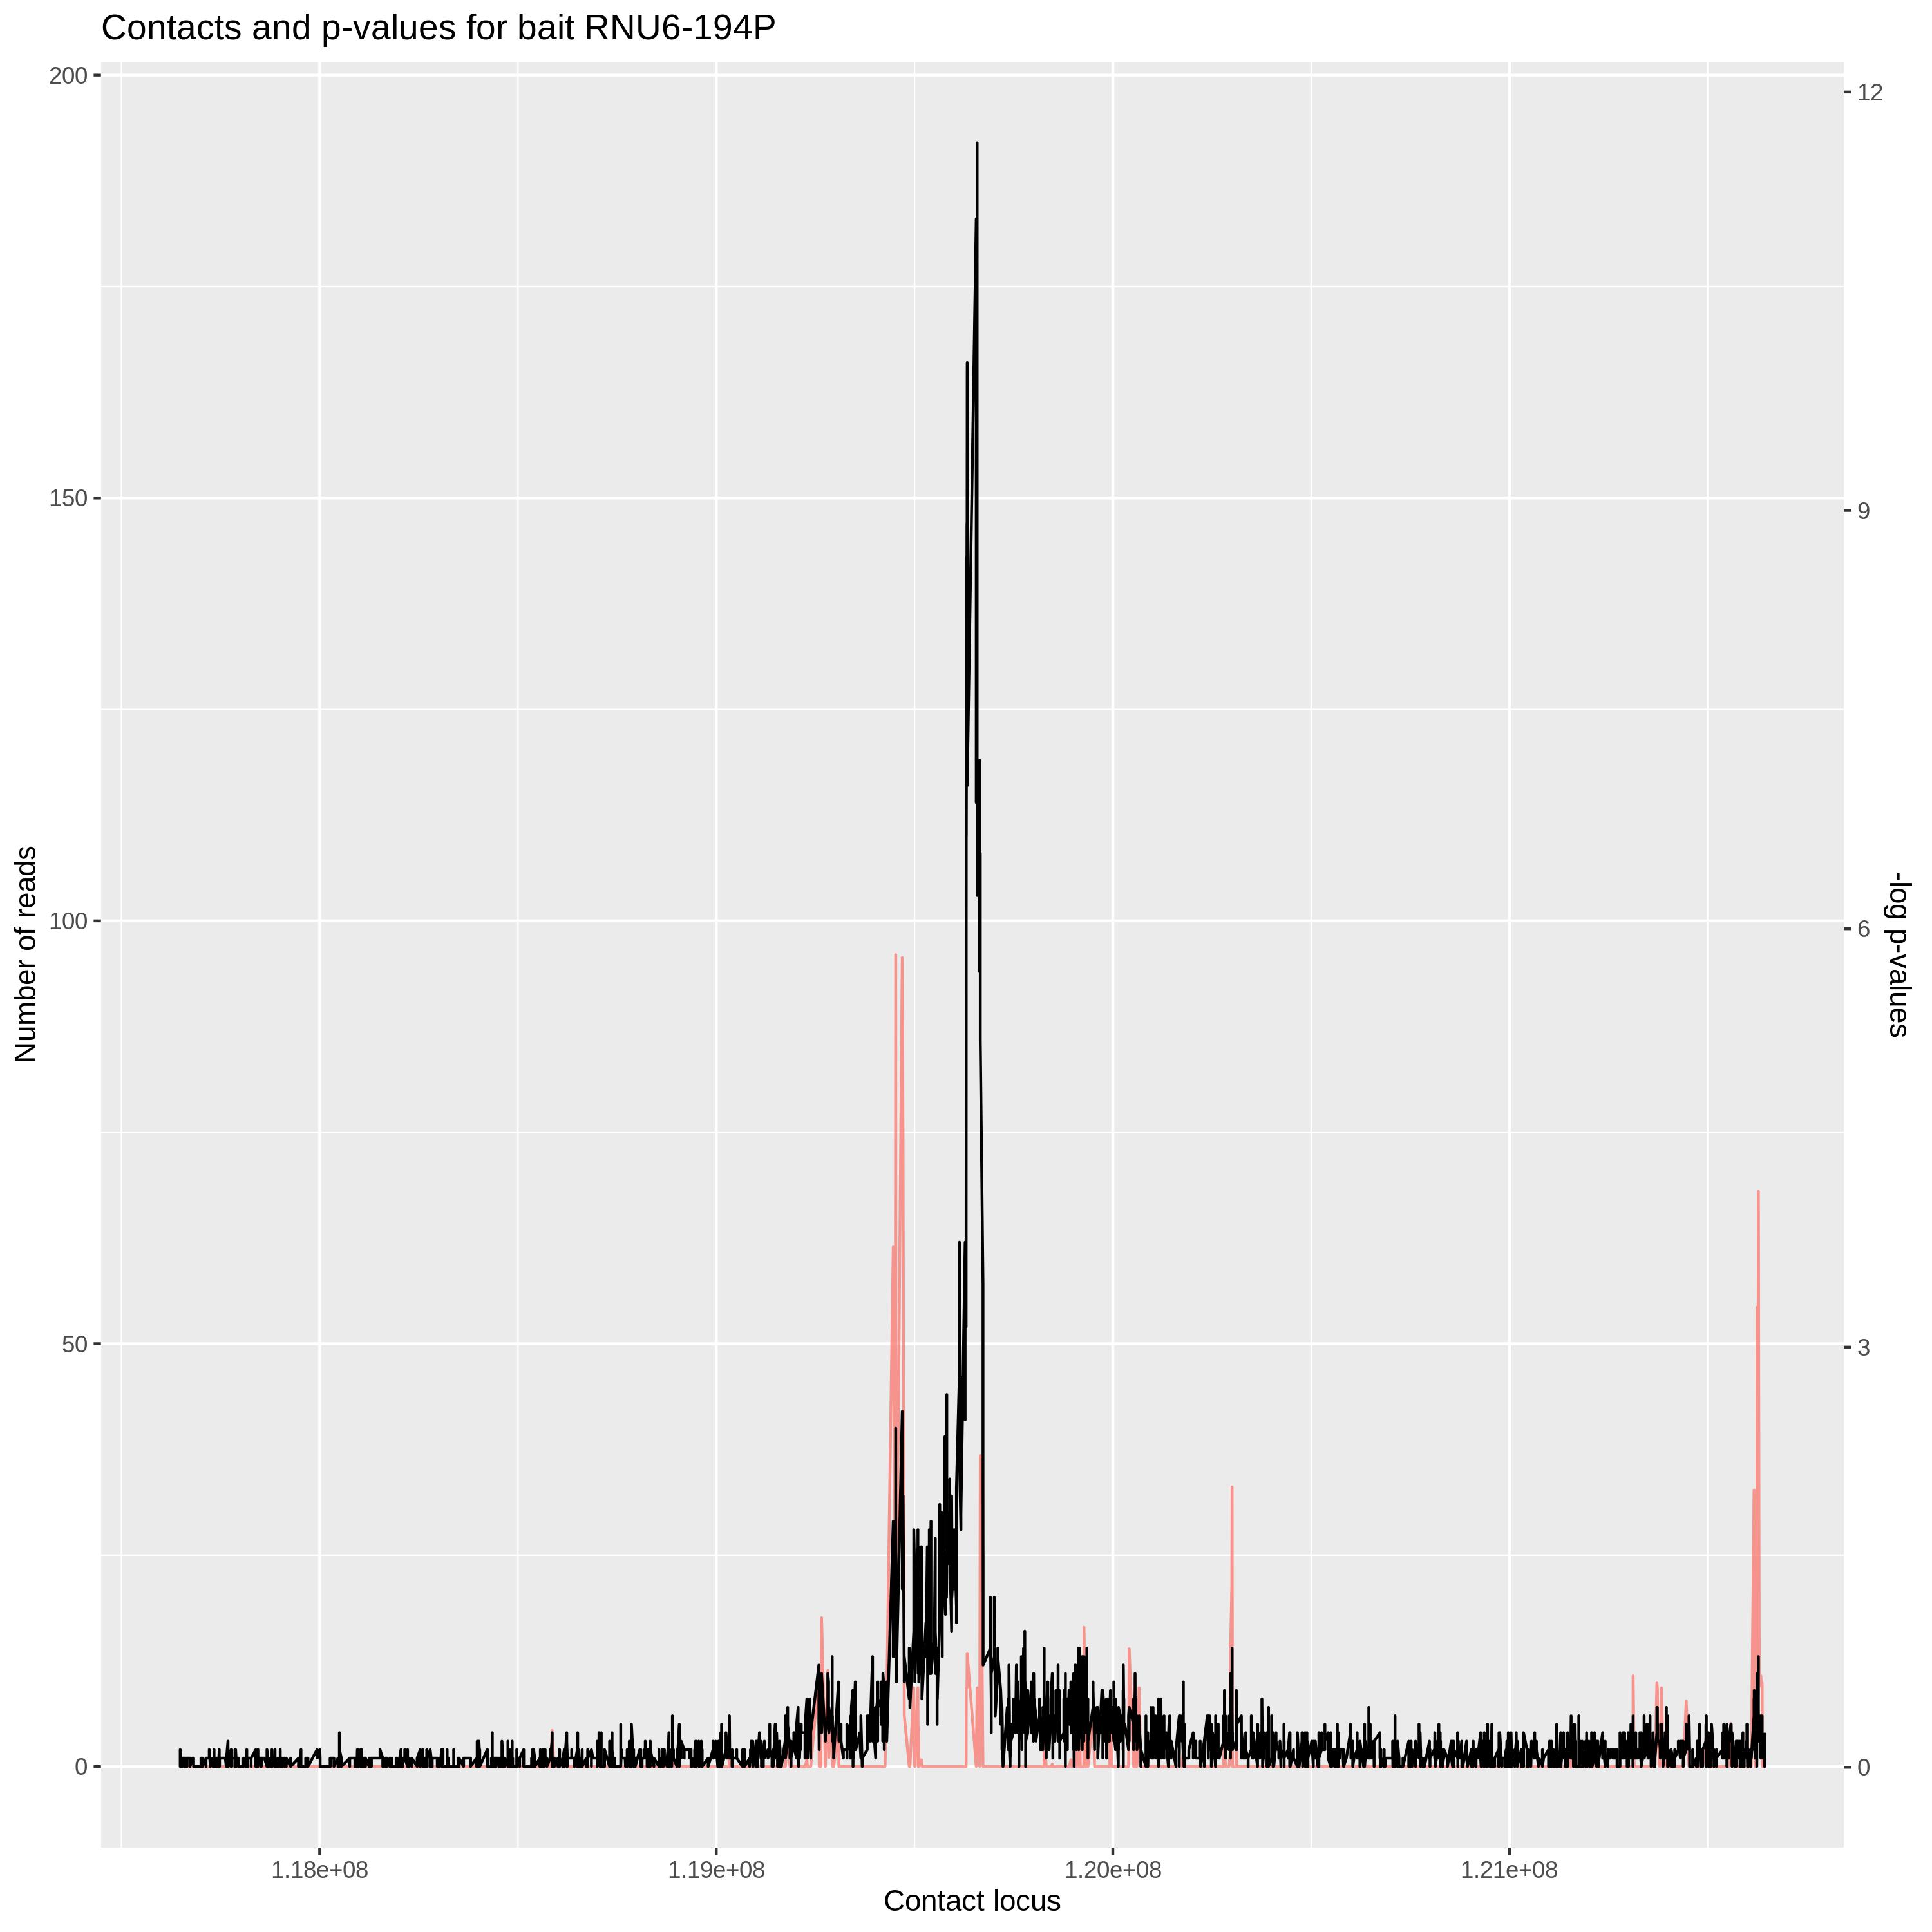 Contacts and p-values for bait RNU6-194P
200
150
100
50
0
Number of reads
12
9
6
3
0
-log p-values
1.18e+08
1.19e+08
1.20e+08
1.21e+08
Contact locus